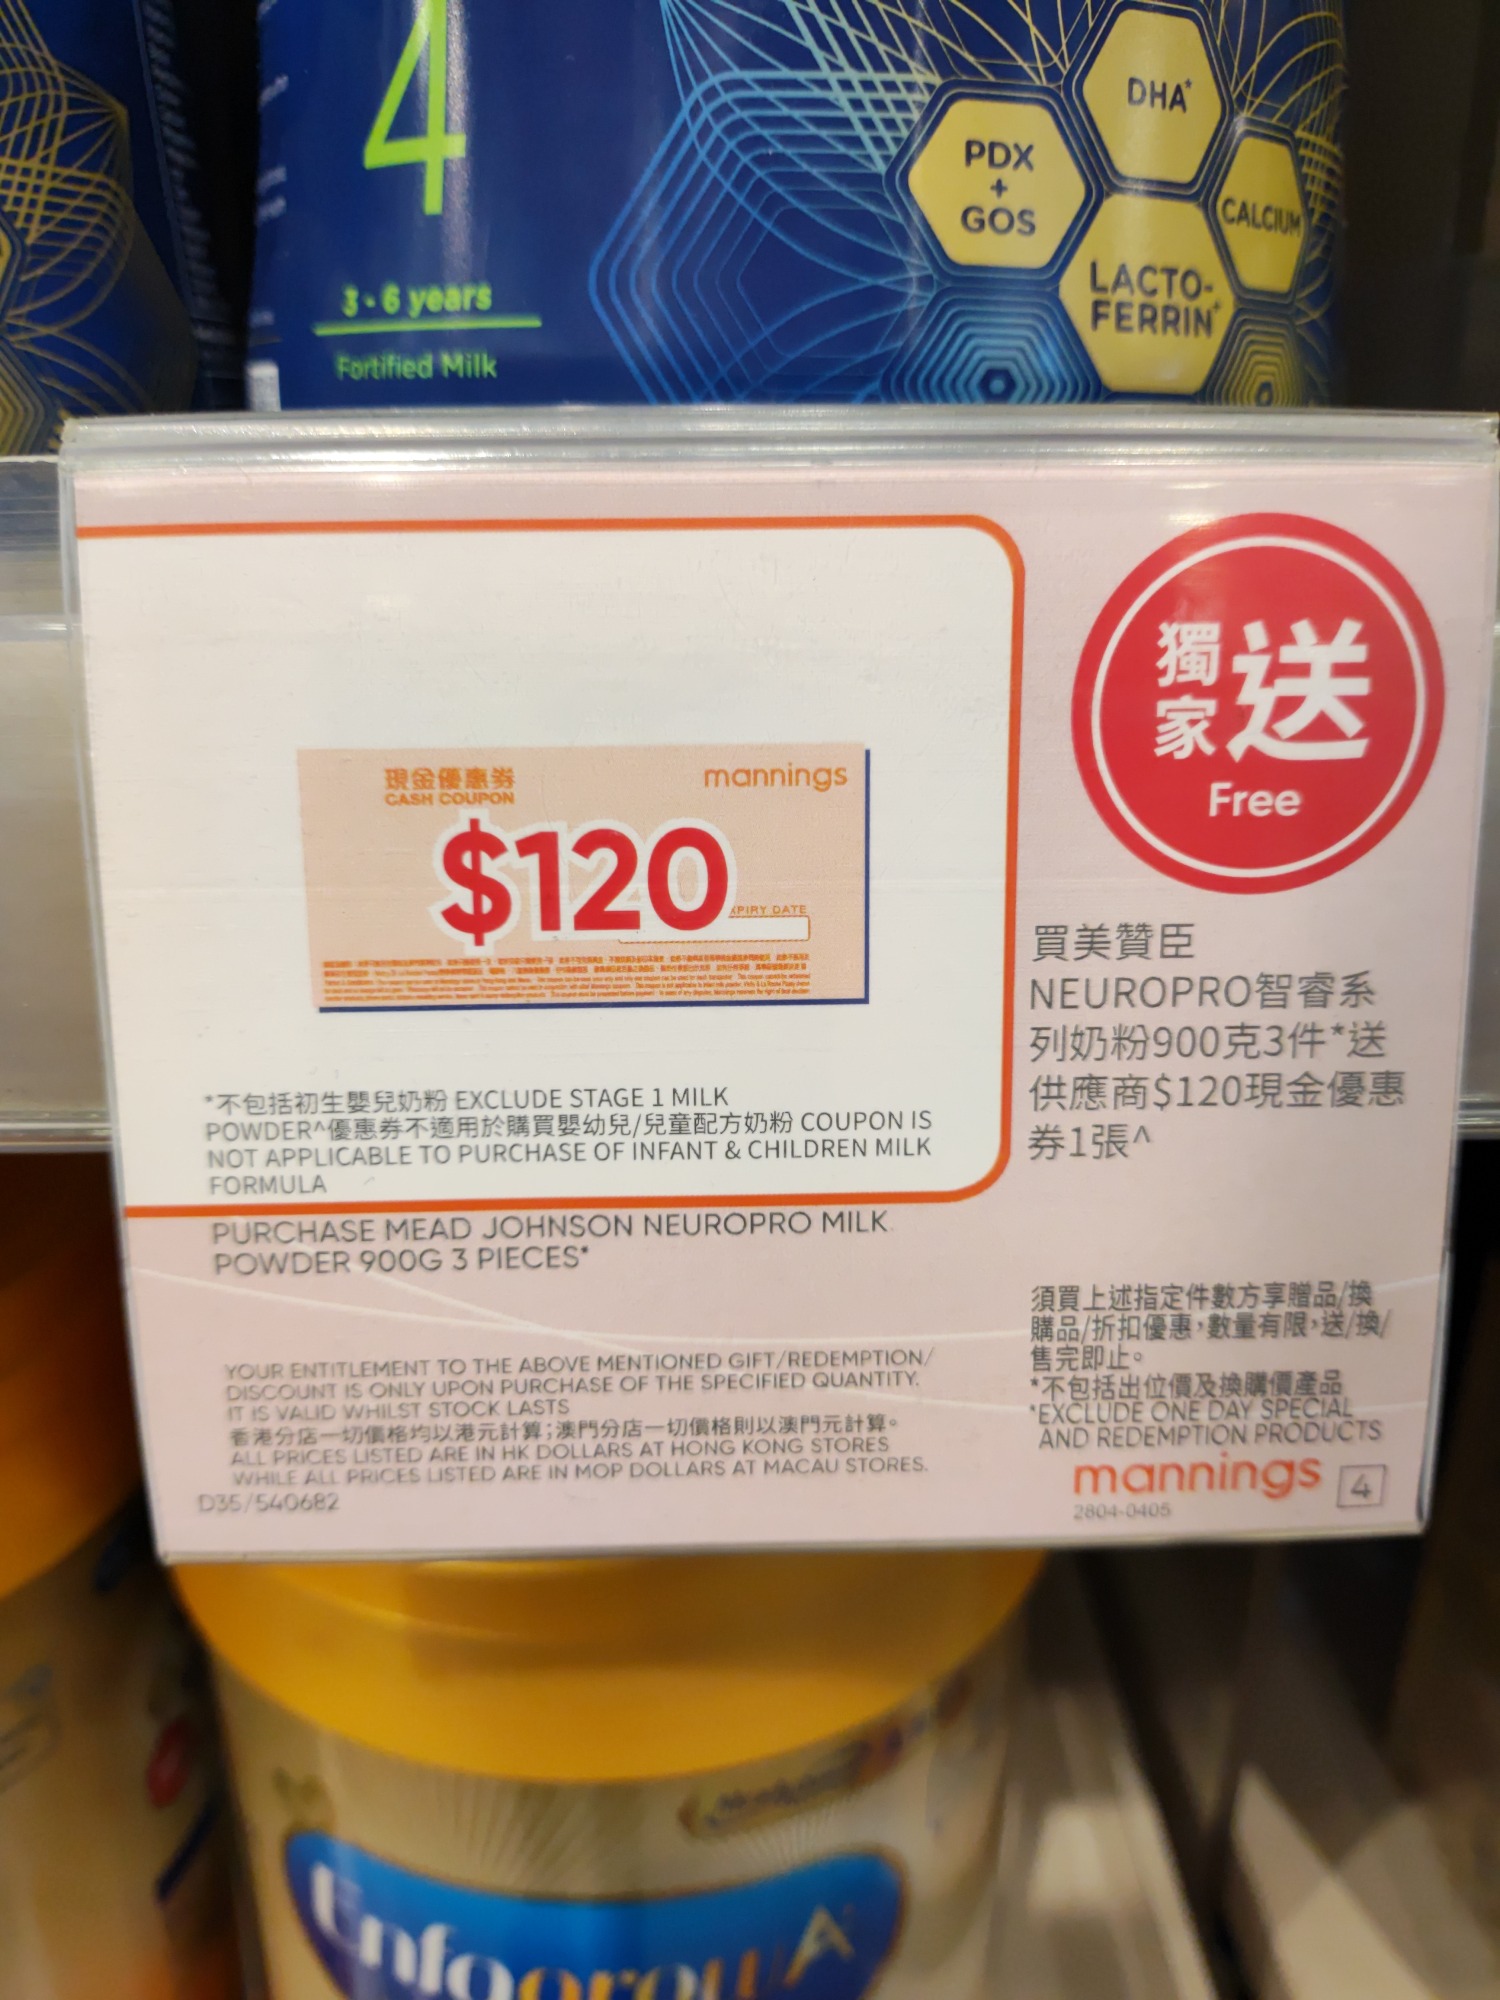 4
3 - 6 years
Fortified Milk
DHA*
PDX
+
GOS
CALCIUM
LACTO-
FERRIN+
獨家送
Free
現金優惠券
CASH COUPON
mannings
$120
XPIRY DATE
*不包括初生嬰兒奶粉 EXCLUDE STAGE 1 MILK
POWDER^優惠券不適用於購買嬰幼兒/兒童配方奶粉 COUPON IS
NOT APPLICABLE TO PURCHASE OF INFANT & CHILDREN MILK
FORMULA
買美贊臣
NEUROPRO智睿系
列奶粉900克3件*送
供應商$120現金優惠
券1張^
PURCHASE MEAD JOHNSON NEUROPRO MILK
POWDER 900G 3 PIECES*
YOUR ENTITLEMENT TO THE ABOVE MENTIONED GIFT/REDEMPTION/
DISCOUNT IS ONLY UPON PURCHASE OF THE SPECIFIED QUANTITY.
IT IS VALID WHILST STOCK LASTS
香港分店一切價格均以港元計算;澳門分店一切價格則以澳門元計算。
ALL PRICES LISTED ARE IN HK DOLLARS AT HONG KONG STORES
WHILE ALL PRICES LISTED ARE IN MOP DOLLARS AT MACAU STORES.
D35/540682
須買上述指定件數方享贈品/換
購品/折扣優惠,數量有限,送/換/
售完即止。
*不包括出位價及換購價產品
*EXCLUDE ONE DAY SPECIAL
AND REDEMPTION PRODUCTS
mannings 4
2804-0405
Enfagrow A+